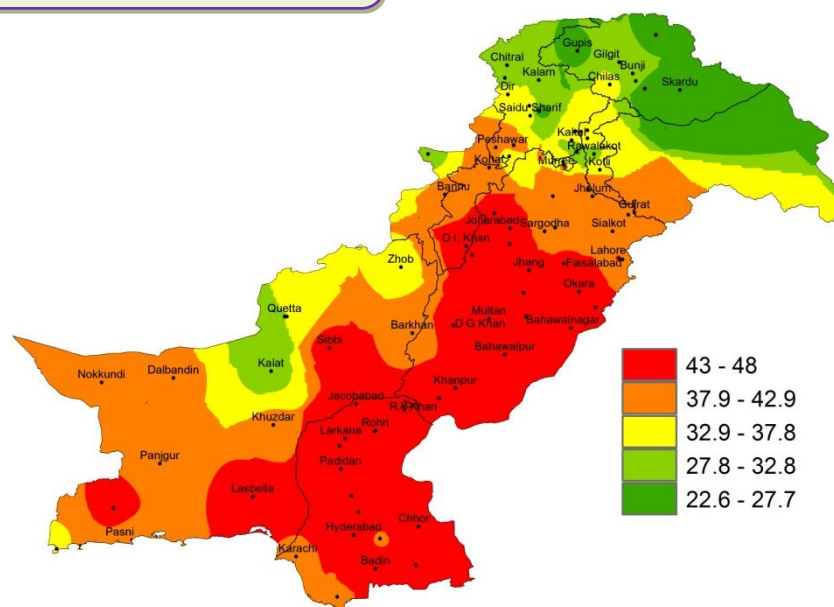 Gupis
Chitral
Gilgit
Kalam
Bunji
Chilas
Skardu
Dir
Saidu Sharif
Kakul
Peshawar
Rawalakot
Kohat
Murree
Kotli
Bannu
Jhelum
Gujrat
Joharabad
Sargodha
Sialkot
D.I. Khan
Lahore
Zhob
Jhang
Faisalabad
Okara
Quetta
Multan
D G Khan
Bahawalnagar
Barkhan
Sibbi
Bahawalpur
43 - 48
Kalat
Dalbandin
Nokkundi
Khanpur
37.9 - 42.9
Jacobabad
R.Y.Khan
Khuzdar
Rohri
32.9 - 37.8
Larkana
Panjgur
Padidan
27.8 - 32.8
Lasbella
22.6 - 27.7
Chhor
Pasni
Hyderabad
Karachi
Badin